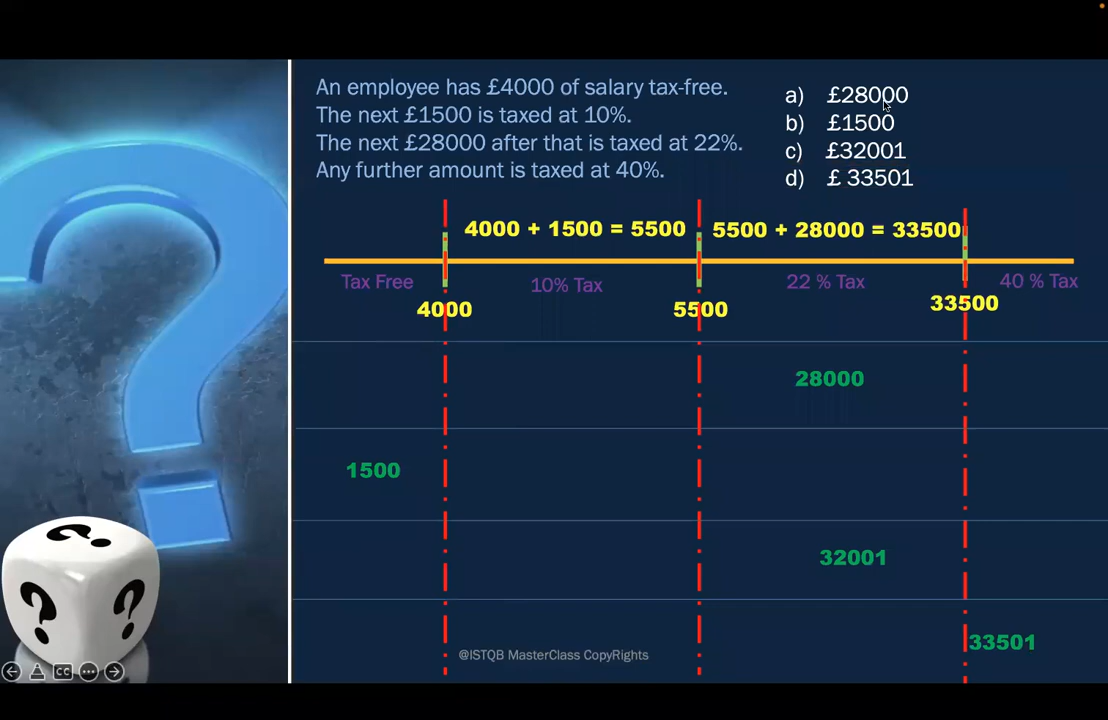 An employee has £4000 of salary tax-free.
The next £1500 is taxed at 10%.
The next £28000 after that is taxed at 22%.
Any further amount is taxed at 40%.
a) £28000
b) £1500
c) £32001
d) £ 33501
4000 + 1500 = 5500
5500 + 28000 = 33500
Tax Free
10% Tax
22 % Tax
40 % Tax
4000
5500
33500
28000
1500
32001
33501
@ISTQB MasterClass CopyRights
CC